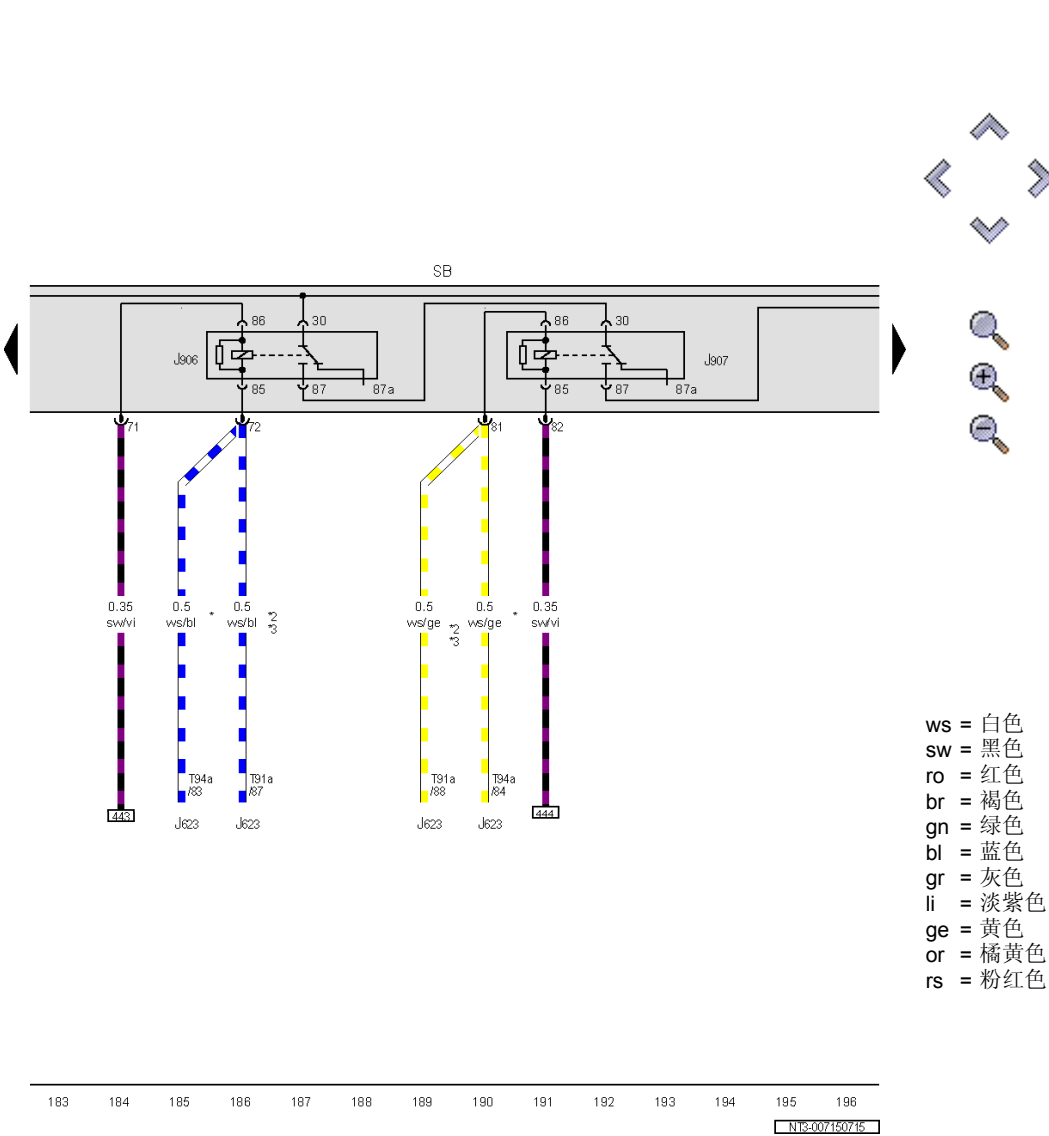 SB
86 30 86 30
J906 J907
85 87 87a 85 87 87a
71 72 81 82
0.35 0.5 0.5 0.5 0.5 0.35
sw/vi ws/bl * ws/bl *2 ws/ge *2 ws/ge * sw/vi
*3 *3
T94a T91a T91a T94a
/83 /87 /88 /84
443 444
J623 J623 J623 J623
ws = 白色
sw = 黑色
ro = 红色
br = 褐色
gn = 绿色
bl = 蓝色
gr = 灰色
li = 淡紫色
ge = 黄色
or = 橘黄色
rs = 粉红色
183 184 185 186 187 188 189 190 191 192 193 194 195 196
NT3-007150715